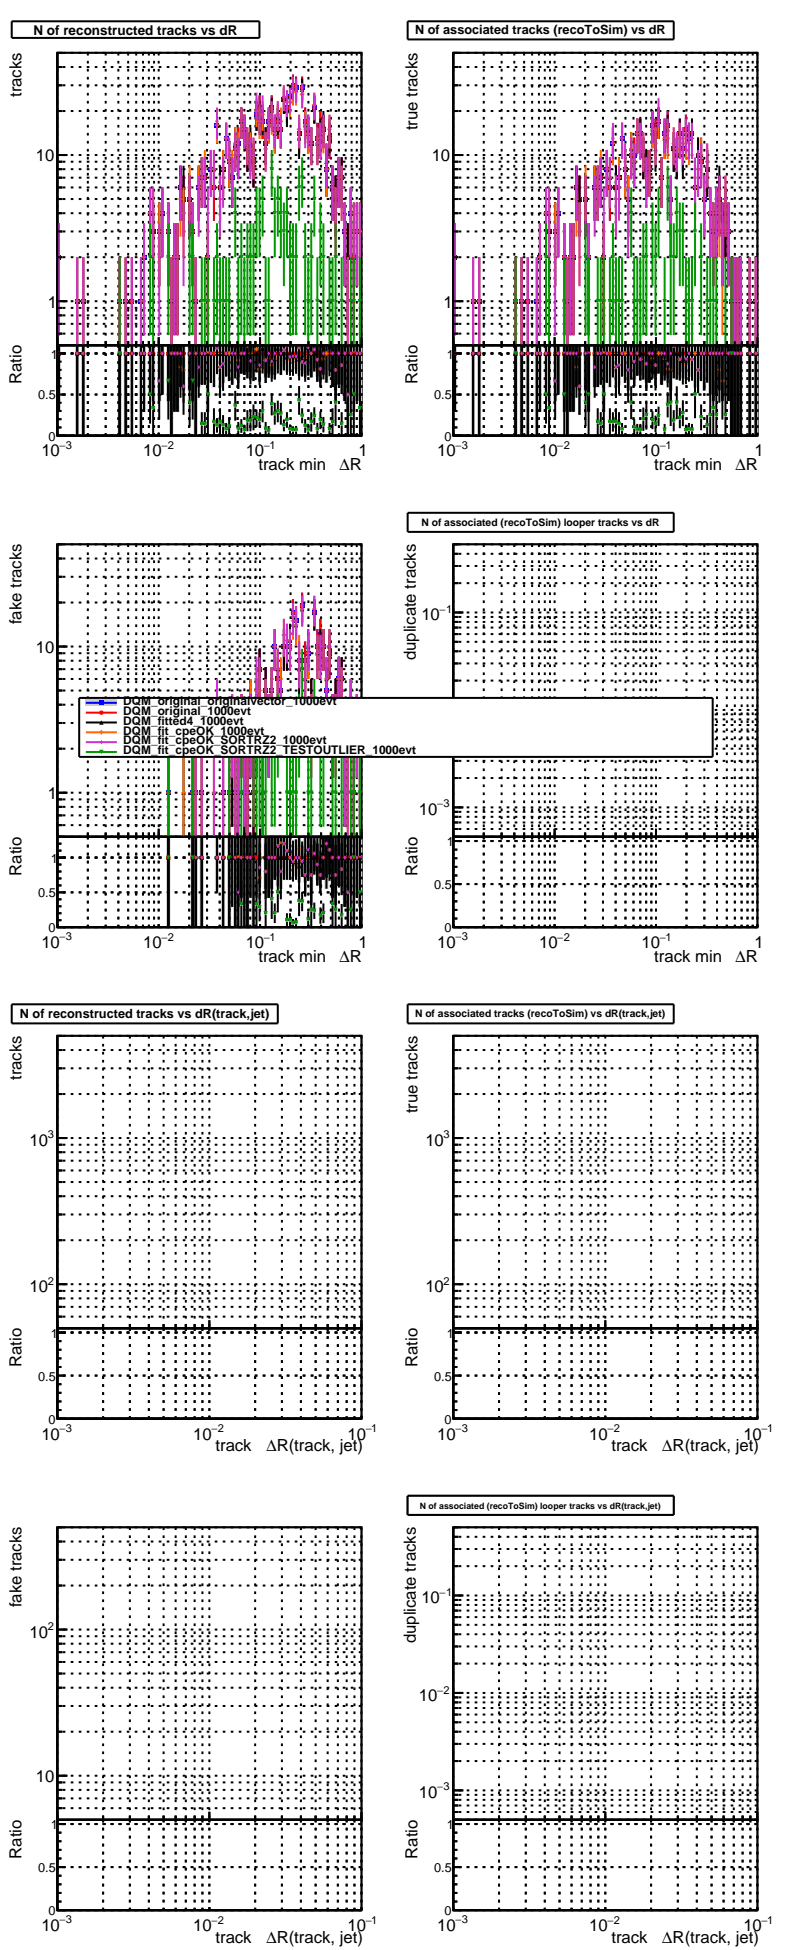 N of reconstructed tracks vs dR
tracks
10
1
Ratio
1
0.5
0
10⁻³ 10⁻² 10⁻¹ 1
track min ΔR
N of associated tracks (recoToSim) vs dR
true tracks
10
1
Ratio
1
0.5
0
10⁻³ 10⁻² 10⁻¹ 1
track min ΔR
fake tracks
10
1
Ratio
1
0.5
0
10⁻³ 10⁻² 10⁻¹ 1
track min ΔR
N of associated (recoToSim) looper tracks vs dR
duplicate tracks
10⁻¹
10⁻³
Ratio
1
0.5
0
10⁻³ 10⁻² 10⁻¹ 1
track min ΔR
DQM_original_originalvector_1000evt
DQM_original_1000evt
DQM_fitted4_1000evt
DQM_fit_cpeOK_1000evt
DQM_fit_cpeOK_SORTRZ2_1000evt
DQM_fit_cpeOK_SORTRZ2_TESTOUTLIER_1000evt
N of reconstructed tracks vs dR(track,jet)
tracks
10³
10²
Ratio
1
0.5
0
10⁻³ 10⁻² 10⁻¹
track ΔR(track, jet)
N of associated tracks (recoToSim) vs dR(track,jet)
true tracks
10³
10²
Ratio
1
0.5
0
10⁻³ 10⁻² 10⁻¹
track ΔR(track, jet)
fake tracks
10²
10
Ratio
1
0.5
0
10⁻³ 10⁻² 10⁻¹
track ΔR(track, jet)
N of associated (recoToSim) looper tracks vs dR(track,jet)
duplicate tracks
10⁻¹
10⁻²
10⁻³
Ratio
1
0.5
0
10⁻³ 10⁻² 10⁻¹
track ΔR(track, jet)